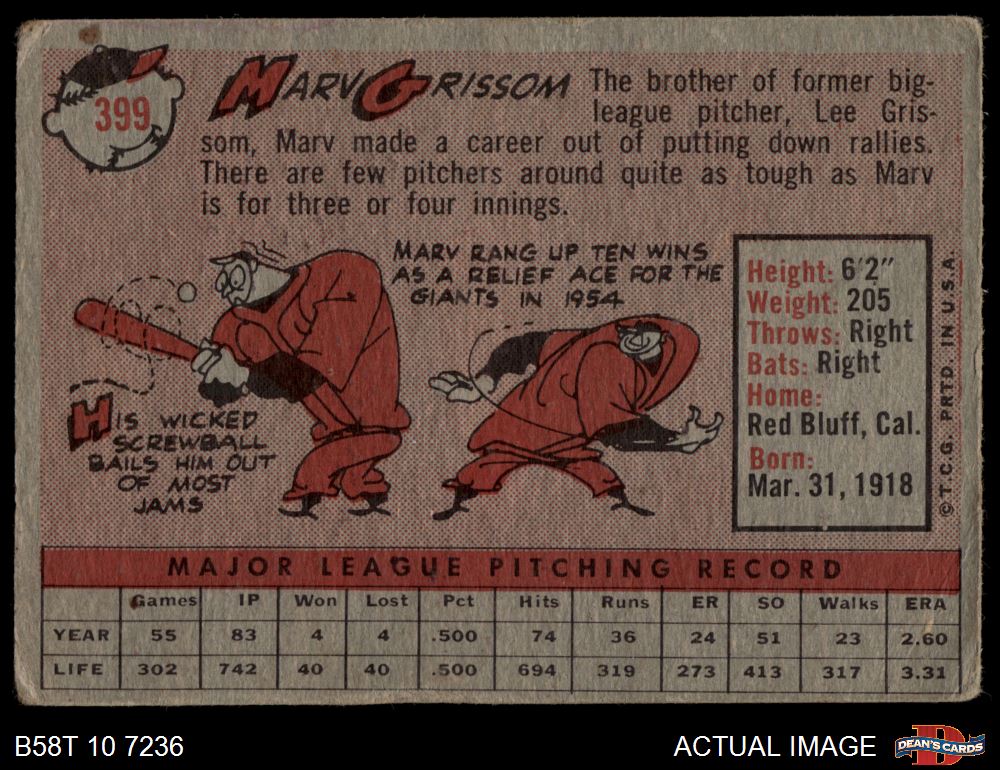 399
MARV GRISSOM
The brother of former big-
league pitcher, Lee Gris-
som, Marv made a career out of putting down rallies.
There are few pitchers around quite as tough as Marv
is for three or four innings.
MARV RANG UP TEN WINS
AS A RELIEF ACE FOR THE
GIANTS IN 1954
HIS WICKED
SCREWBALL
BAILS HIM OUT
OF MOST
JAMS
Height: 6'2"
Weight: 205
Throws: Right
Bats: Right
Home:
Red Bluff, Cal.
Born:
Mar. 31, 1918
© T.C.G. PRTD. IN U.S.A.
MAJOR LEAGUE PITCHING RECORD
Games IP Won Lost Pct Hits Runs ER SO Walks ERA
YEAR 55 83 4 4 .500 74 36 24 51 23 2.60
LIFE 302 742 40 40 .500 694 319 273 413 317 3.31
B58T 10 7236
ACTUAL IMAGE
DEAN'S CARDS